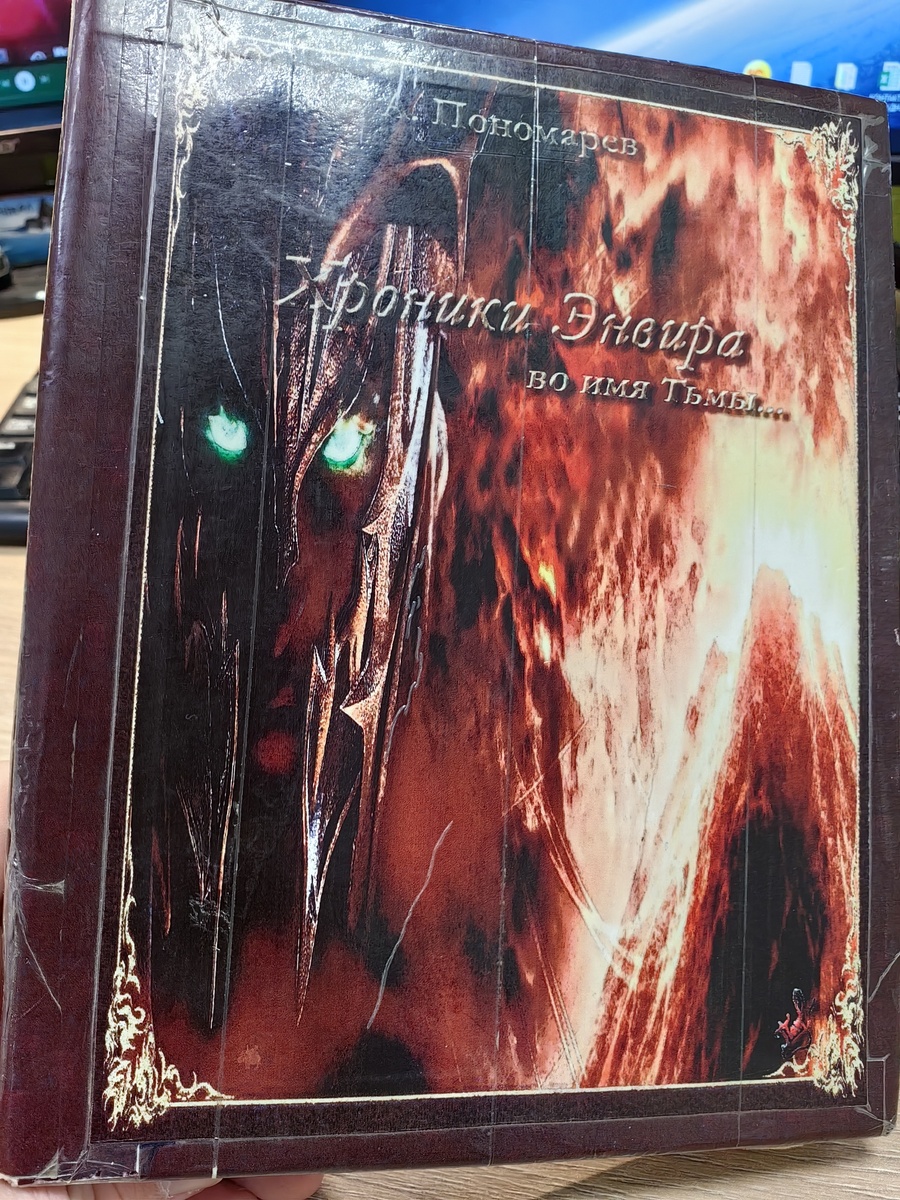 Пономарев
Хроники Энвира
во имя Тьмы...